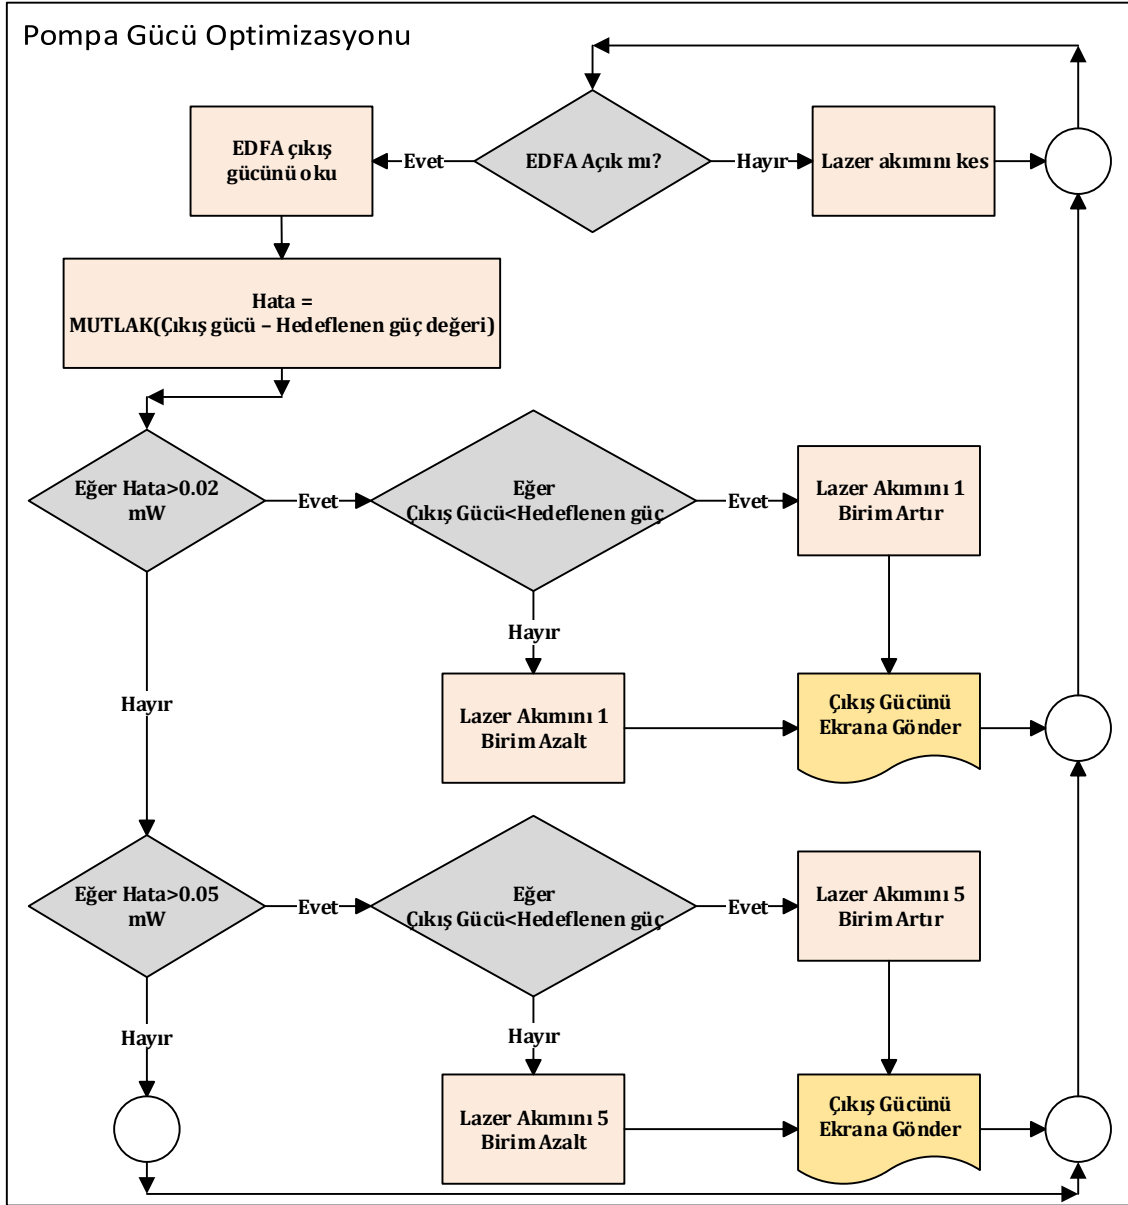 Pompa Gücü Optimizasyonu
EDFA çıkış
gücünü oku
Evet
EDFA Açık mı?
Hayır
Lazer akımını kes
Hata =
MUTLAK(Çıkış gücü – Hedeflenen güç değeri)
Eğer Hata>0.02
mW
Evet
Eğer
Çıkış Gücü<Hedeflenen güç
Evet
Lazer Akımını 1
Birim Artır
Hayır
Hayır
Lazer Akımını 1
Birim Azalt
Çıkış Gücünü
Ekrana Gönder
Eğer Hata>0.05
mW
Evet
Eğer
Çıkış Gücü<Hedeflenen güç
Evet
Lazer Akımını 5
Birim Artır
Hayır
Hayır
Lazer Akımını 5
Birim Azalt
Çıkış Gücünü
Ekrana Gönder